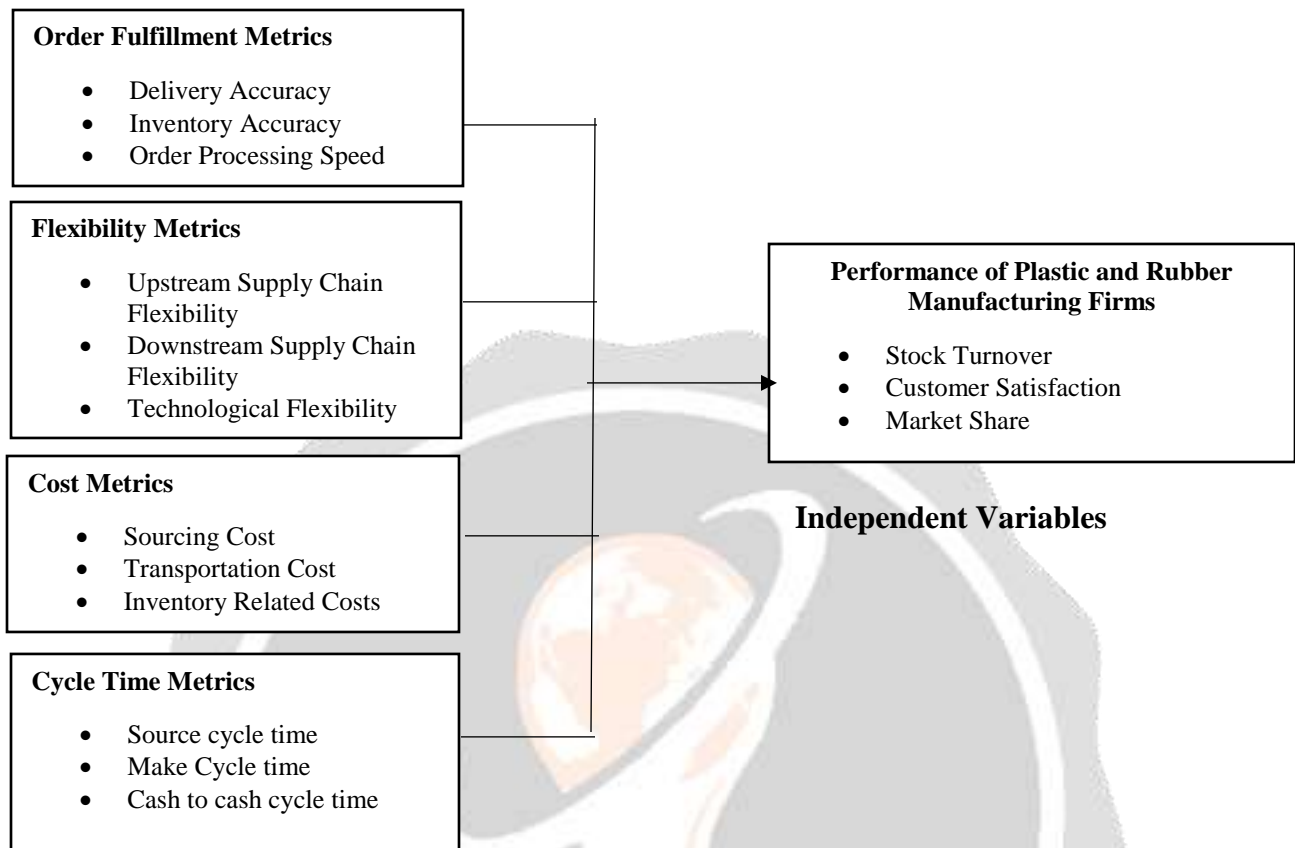 Order Fulfillment Metrics
• Delivery Accuracy
• Inventory Accuracy
• Order Processing Speed
Flexibility Metrics
• Upstream Supply Chain
Flexibility
• Downstream Supply Chain
Flexibility
• Technological Flexibility
Cost Metrics
• Sourcing Cost
• Transportation Cost
• Inventory Related Costs
Cycle Time Metrics
• Source cycle time
• Make Cycle time
• Cash to cash cycle time
Performance of Plastic and Rubber
Manufacturing Firms
• Stock Turnover
• Customer Satisfaction
• Market Share
Independent Variables